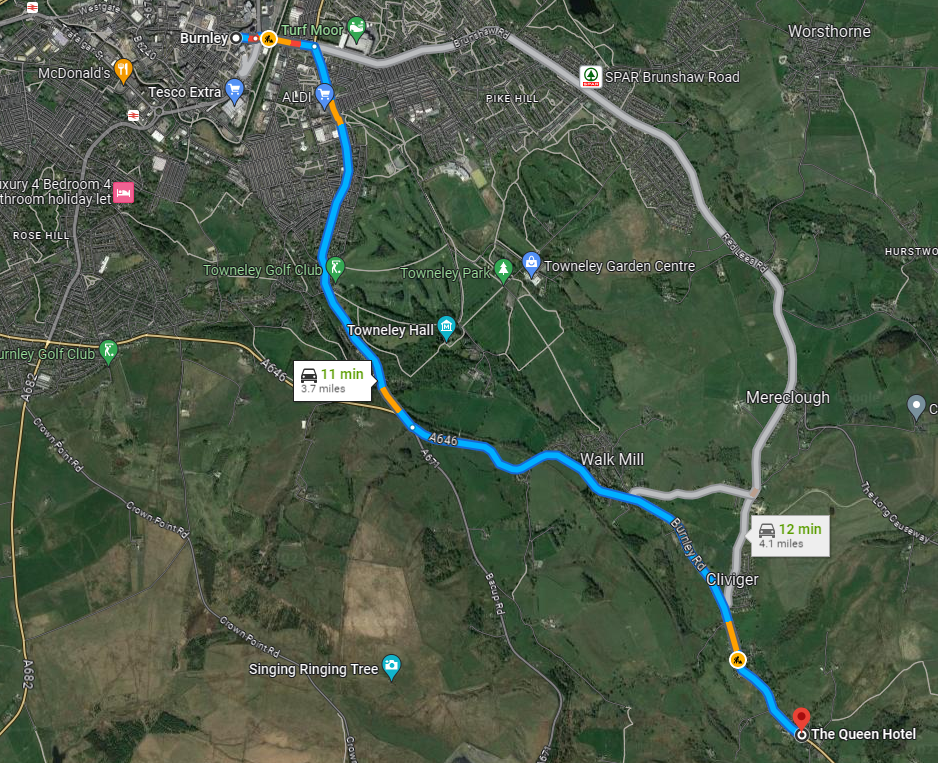 Westgate
Burnley
Turf Moor
Brunshaw Rd
Worsthorne
McDonald's
Tesco Extra
ALDI
SPAR
SPAR Brunshaw Road
PIKE HILL
uxury 4 Bedroom 4
throom holiday let
ROSE HILL
Red Lees Rd
HURSTWO
Towneley Golf Club
Towneley Park
Towneley Garden Centre
Towneley Hall
urnley Golf Club
A646
A682
11 min
3.7 miles
Mereclough
C
Crown Point Rd
A646
A671
Walk Mill
The Long Causeway
Crown Point Rd
Burnley Rd
12 min
4.1 miles
Cliviger
Bacup Rd
Crown Point Rd
Singing Ringing Tree
A682
The Queen Hotel
Crown
A671